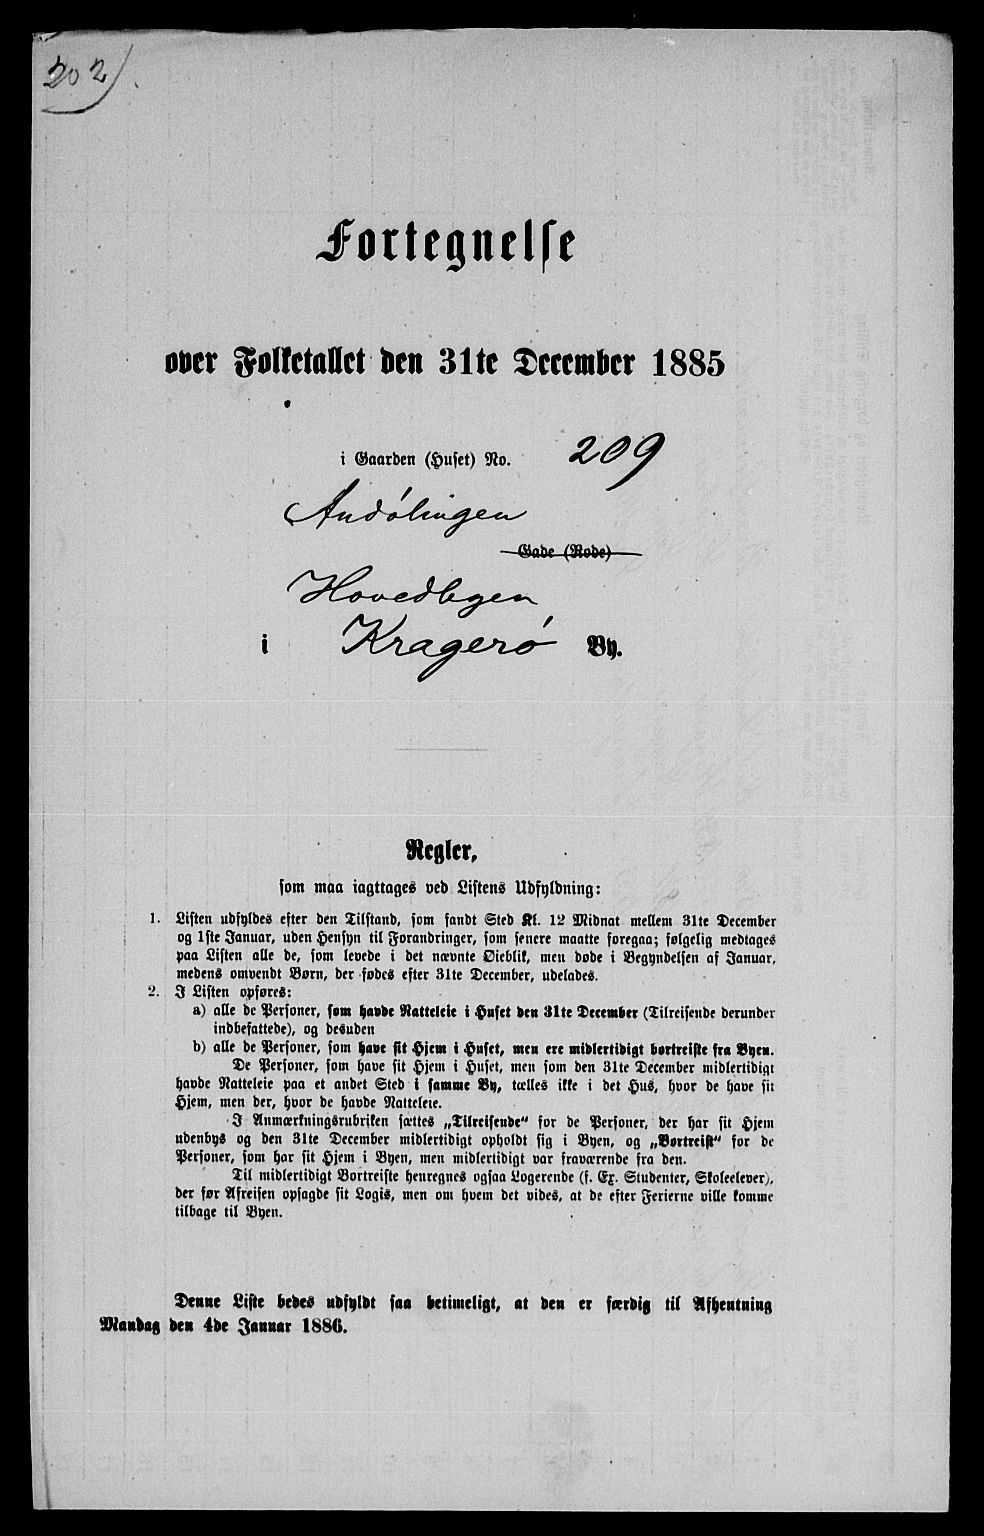 202
Fortegnelse
over Folketallet den 31te December 1885
i Gaarden (Huset) No. 209
Andølingen
Gade (Rode)
Hovedbyen
i Kragerø By.
Regler,
som maa iagttages ved Listens Udfyldning:
1. Listen udfyldes efter den Tilstand, som fandt Sted Kl. 12 Midnat mellem 31te December
og 1ste Januar, uden Hensyn til Forandringer, som senere maatte foregaa; følgelig medtages
paa Listen alle de, som levede i det nævnte Øieblik, men døde i Begyndelsen af Januar,
medens omvendt Børn, der fødes efter 31te December, udelades.
2. I Listen opføres:
a) alle de Personer, som havde Natteleie i Huset den 31te December (Tilreisende derunder
indbefattede), og desuden
b) alle de Personer, som have sit Hjem i Huset, men ere midlertidigt bortreiste fra Byen.
De Personer, som have sit Hjem i Huset, men som den 31te December midlertidigt
havde Natteleie paa et andet Sted i samme By, tælles ikke i det Hus, hvor de have sit
Hjem, men der, hvor de havde Natteleie.
I Anmærkningsrubriken sættes „Tilreisende“ for de Personer, der har sit Hjem
udenbys og den 31te December midlertidigt opholdt sig i Byen, og „Bortreist“ for de
Personer, som har sit Hjem i Byen, men midlertidigt var fraværende fra den.
Til midlertidigt Bortreiste henregnes ogsaa Logerende (f. Ex. Studenter, Skoleelever),
der før Afreisen opsagde sit Logis, men om hvem det vides, at de efter Ferierne ville komme
tilbage til Byen.
Denne Liste bedes udfyldt saa betimeligt, at den er færdig til Afhentning
Mandag den 4de Januar 1886.